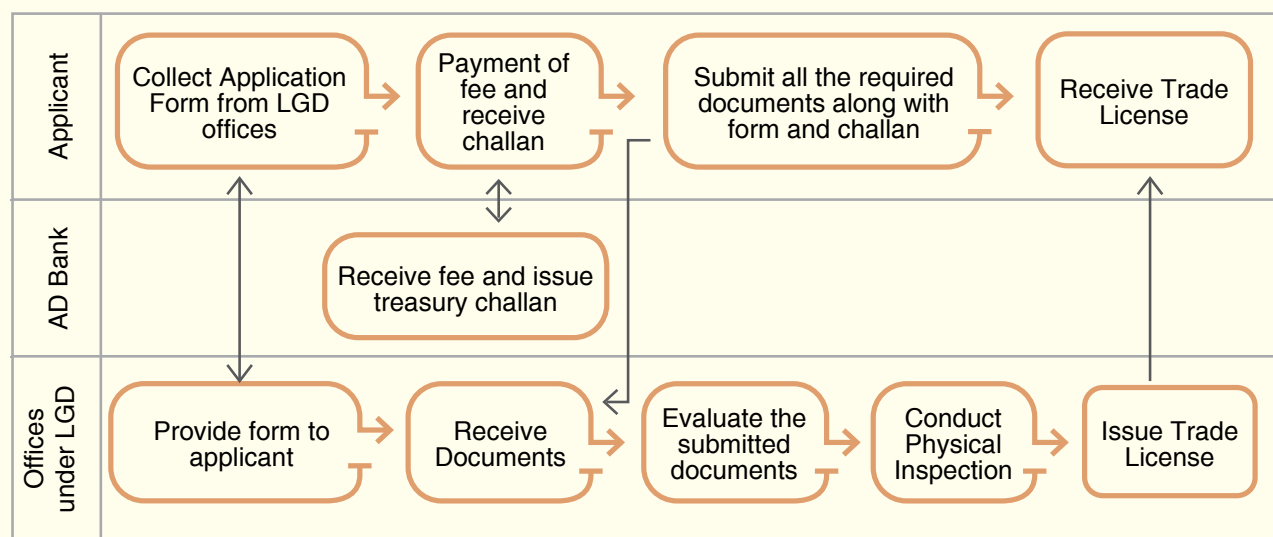 Applicant
Collect Application
Form from LGD
offices
Payment of
fee and
receive
challan
Submit all the required
documents along with
form and challan
Receive Trade
License
AD Bank
Receive fee and issue
treasury challan
Offices
under LGD
Provide form to
applicant
Receive
Documents
Evaluate the
submitted
documents
Conduct
Physical
Inspection
Issue Trade
License